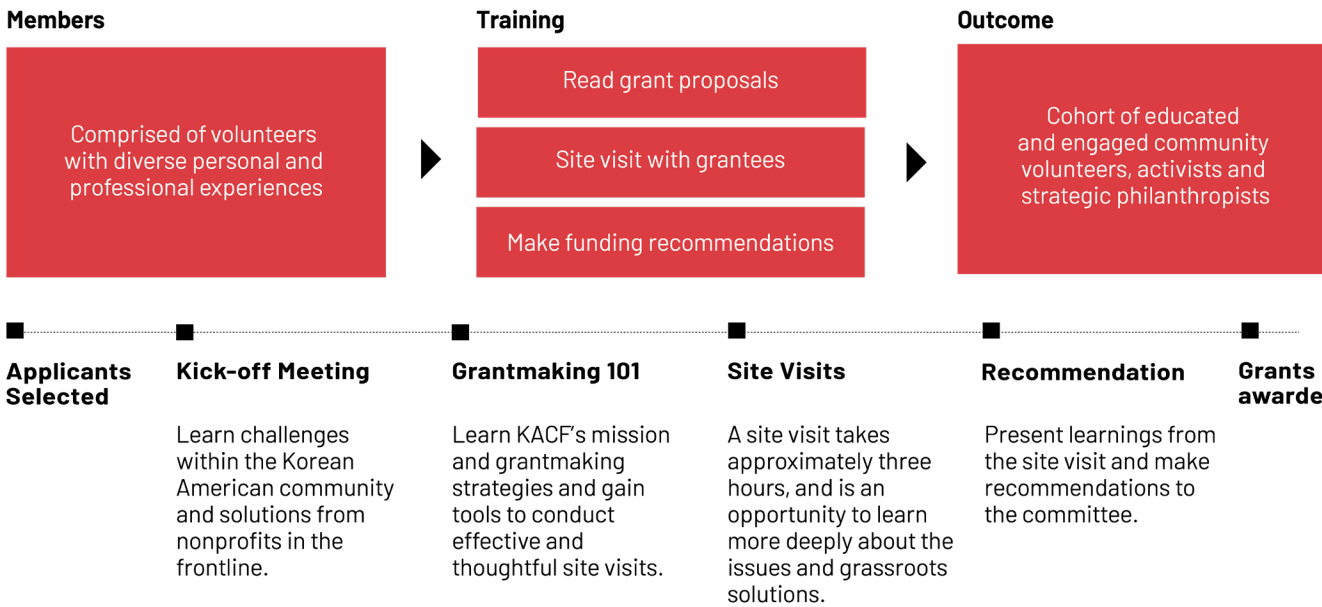 Members
Comprised of volunteers
with diverse personal and
professional experiences
Training
Read grant proposals
Site visit with grantees
Make funding recommendations
Outcome
Cohort of educated
and engaged community
volunteers, activists and
strategic philanthropists
Applicants
Selected
Kick-off Meeting
Learn challenges
within the Korean
American community
and solutions from
nonprofits in the
frontline.
Grantmaking 101
Learn KACF's mission
and grantmaking
strategies and gain
tools to conduct
effective and
thoughtful site visits.
Site Visits
A site visit takes
approximately three
hours, and is an
opportunity to learn
more deeply about the
issues and grassroots
solutions.
Recommendation
Present learnings from
the site visit and make
recommendations to
the committee.
Grants
awarde